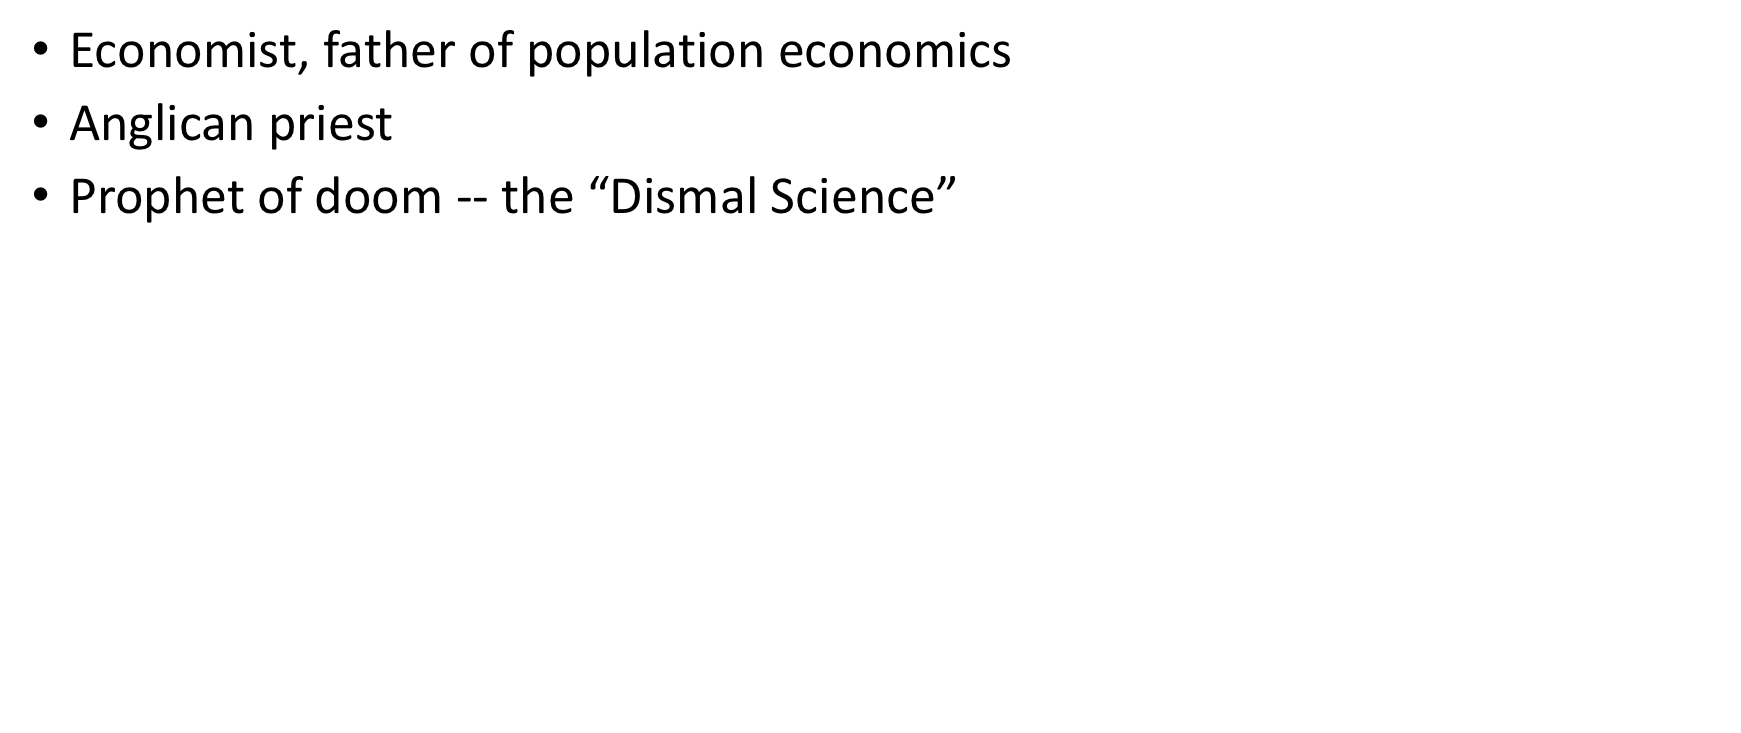 • Economist, father of population economics
• Anglican priest
• Prophet of doom -- the “Dismal Science”